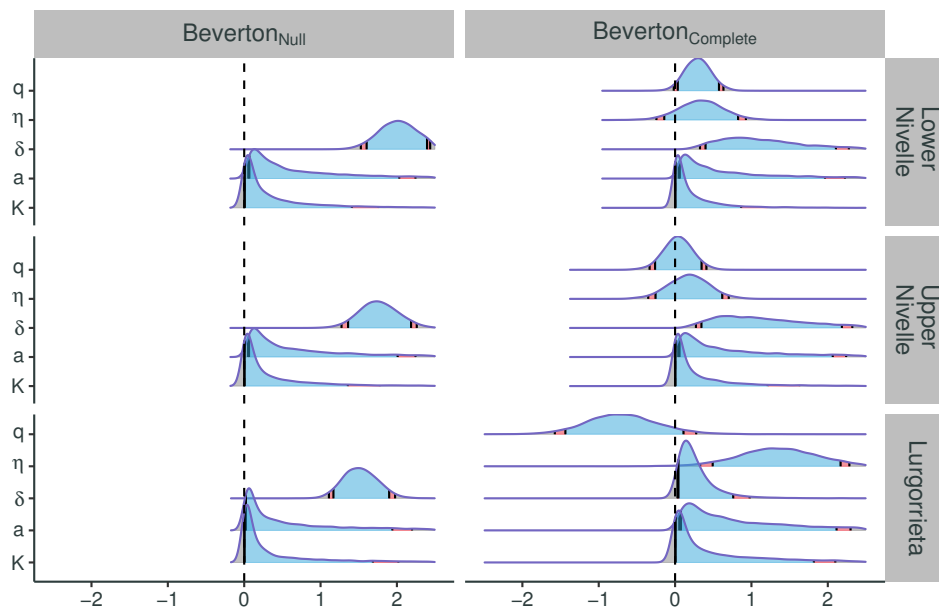 Beverton_Null
Beverton_Complete
q
η
δ
a
K
Lower
Nivelle
q
η
δ
a
K
Upper
Nivelle
q
η
δ
a
K
Lurgorrieta
−2 −1 0 1 2
−2 −1 0 1 2